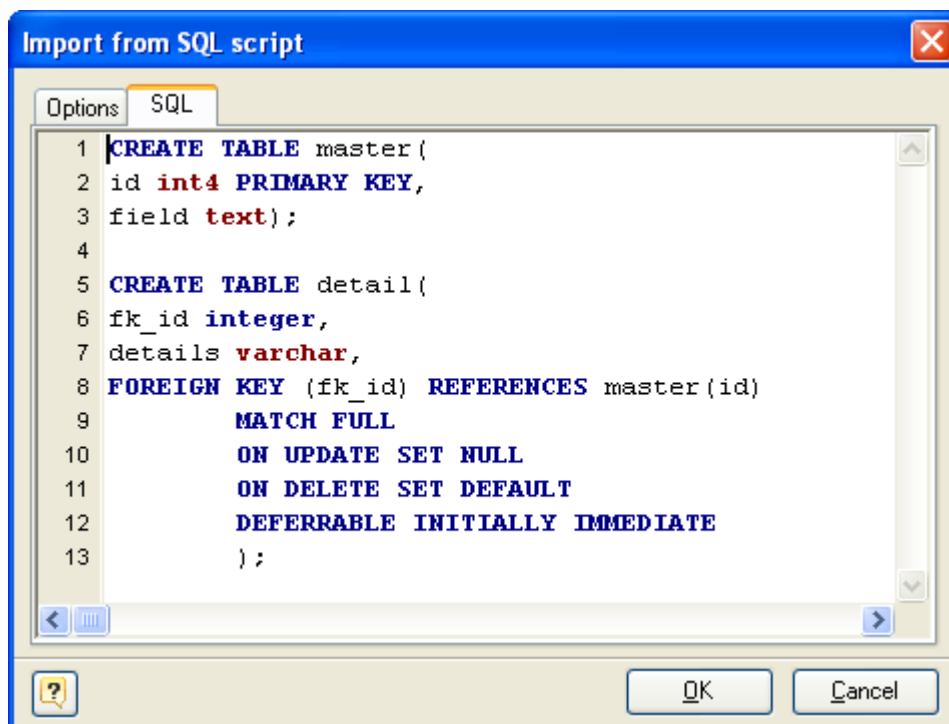 Import from SQL script
Options SQL
1 CREATE TABLE master(
2 id int4 PRIMARY KEY,
3 field text);
4
5 CREATE TABLE detail(
6 fk_id integer,
7 details varchar,
8 FOREIGN KEY (fk_id) REFERENCES master(id)
9 MATCH FULL
10 ON UPDATE SET NULL
11 ON DELETE SET DEFAULT
12 DEFERRABLE INITIALLY IMMEDIATE
13 );
? OK Cancel